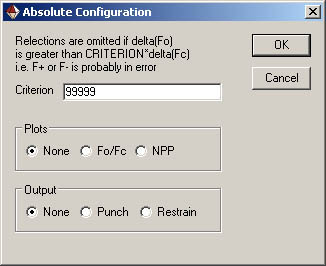 Absolute Configuration
Relections are omitted if delta(Fo)
is greater than CRITERION*delta(Fc)
i.e. F+ or F- is probably in error
OK
Cancel
Criterion 99999
Plots
None Fo/Fc NPP
Output
None Punch Restrain